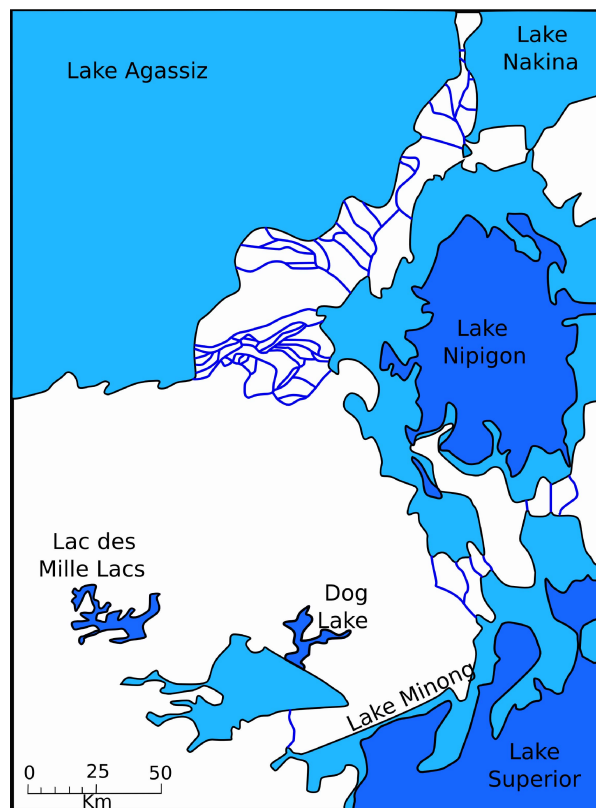 Lake Agassiz
Lake
Nakina
Lake
Nipigon
Lac des
Mille Lacs
Dog
Lake
Lake Minong
Lake
Superior
0 25 50
Km